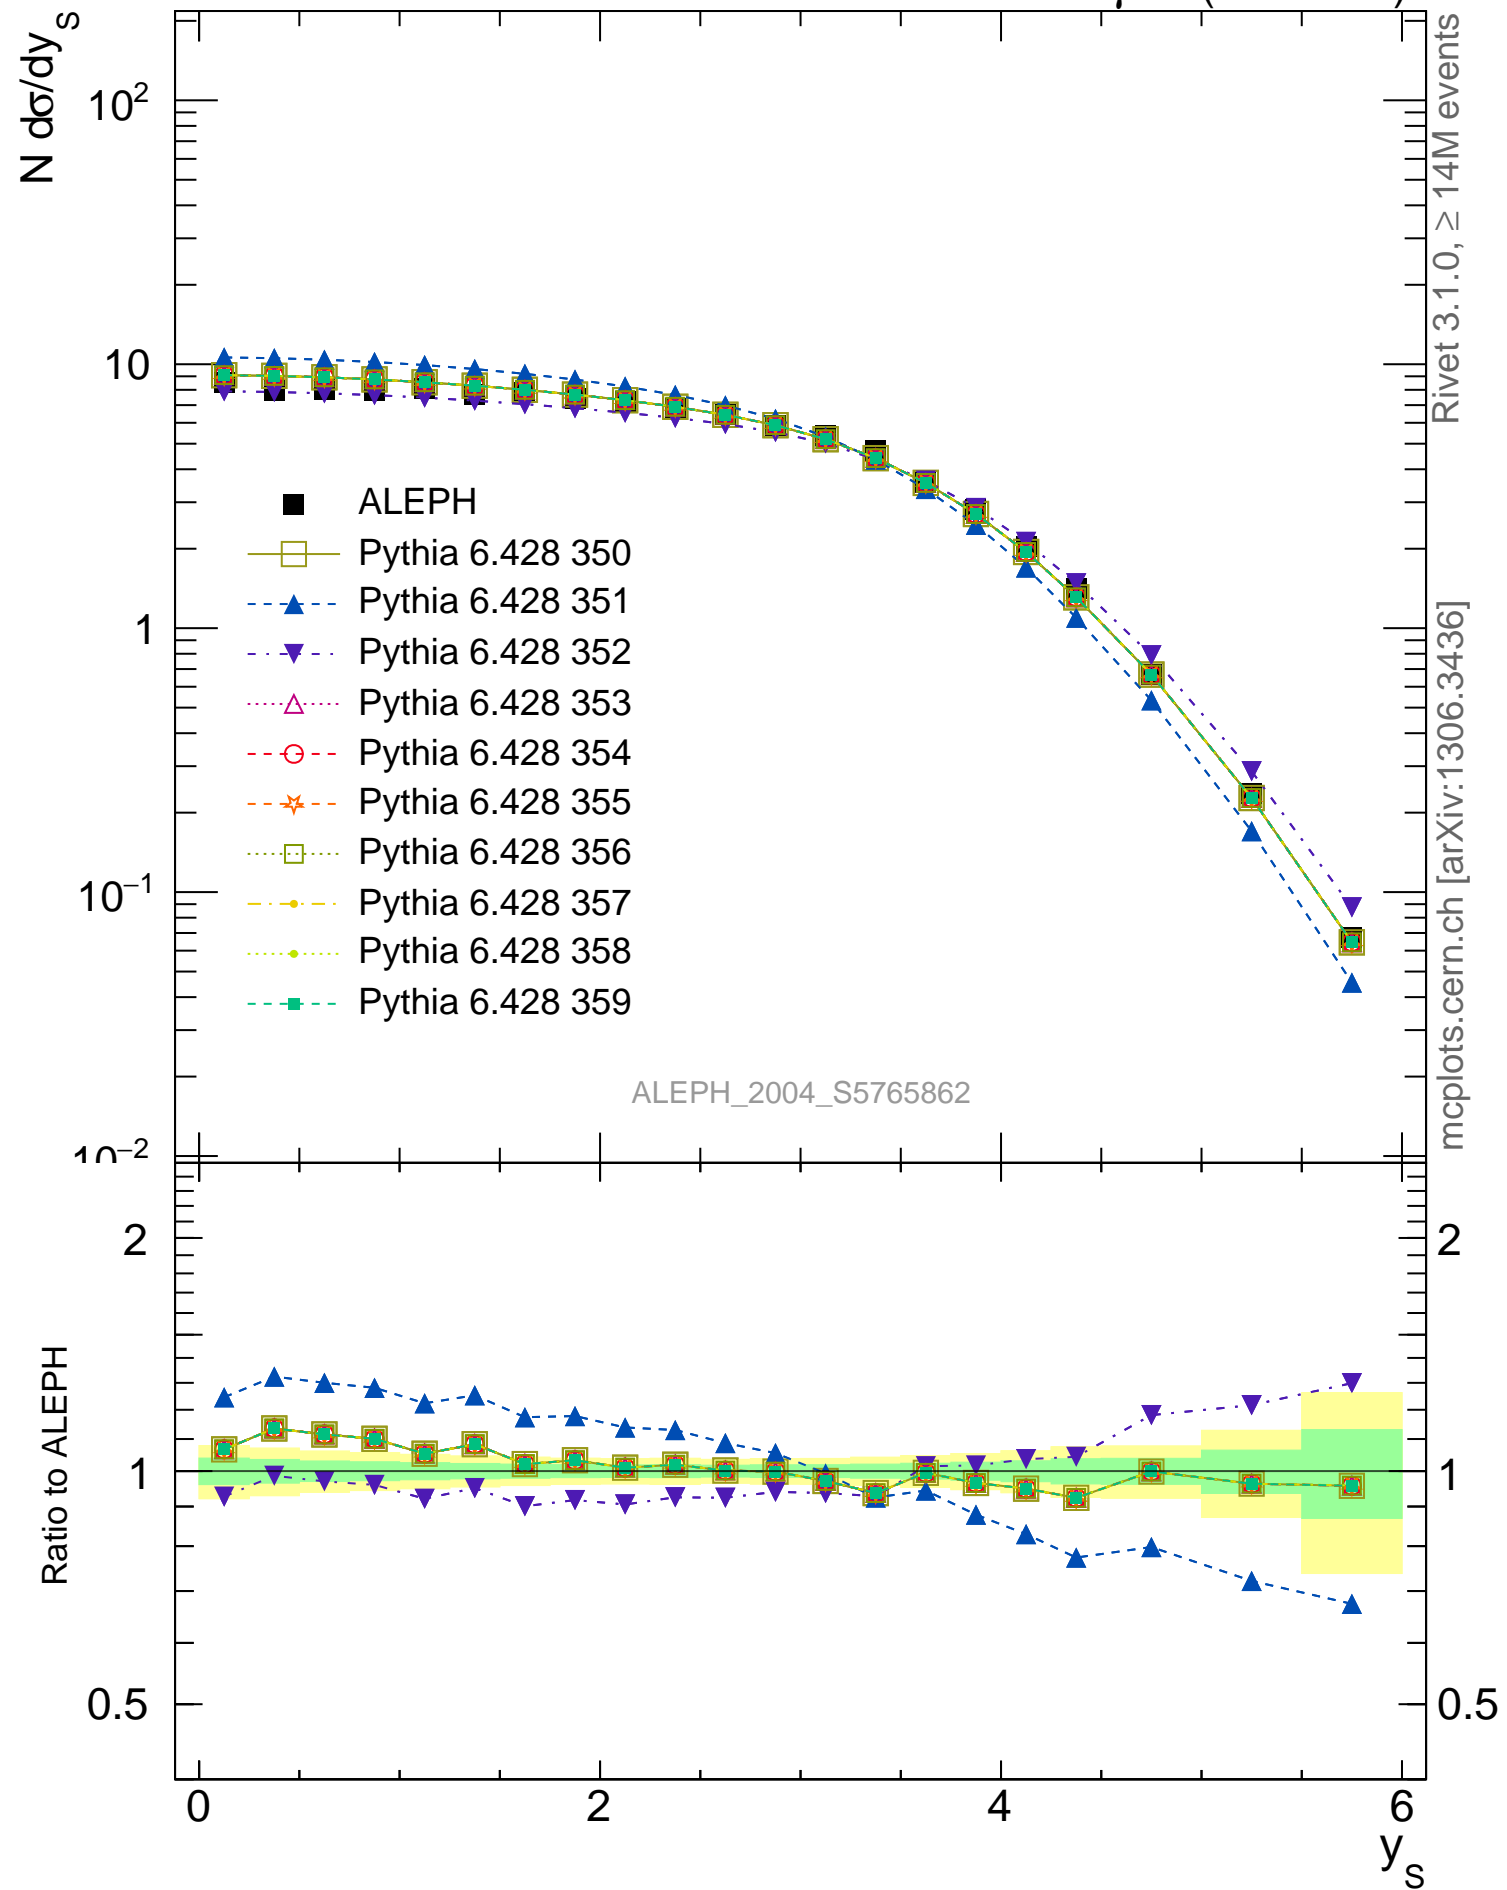 N dσ/dy_S
10²
10
1
10⁻¹
10⁻²
ALEPH
Pythia 6.428 350
Pythia 6.428 351
Pythia 6.428 352
Pythia 6.428 353
Pythia 6.428 354
Pythia 6.428 355
Pythia 6.428 356
Pythia 6.428 357
Pythia 6.428 358
Pythia 6.428 359
ALEPH_2004_S5765862
Rivet 3.1.0, ≥ 14M events
mcplots.cern.ch [arXiv:1306.3436]
Ratio to ALEPH
2
1
0.5
2
1
0.5
0 2 4 6
y_S